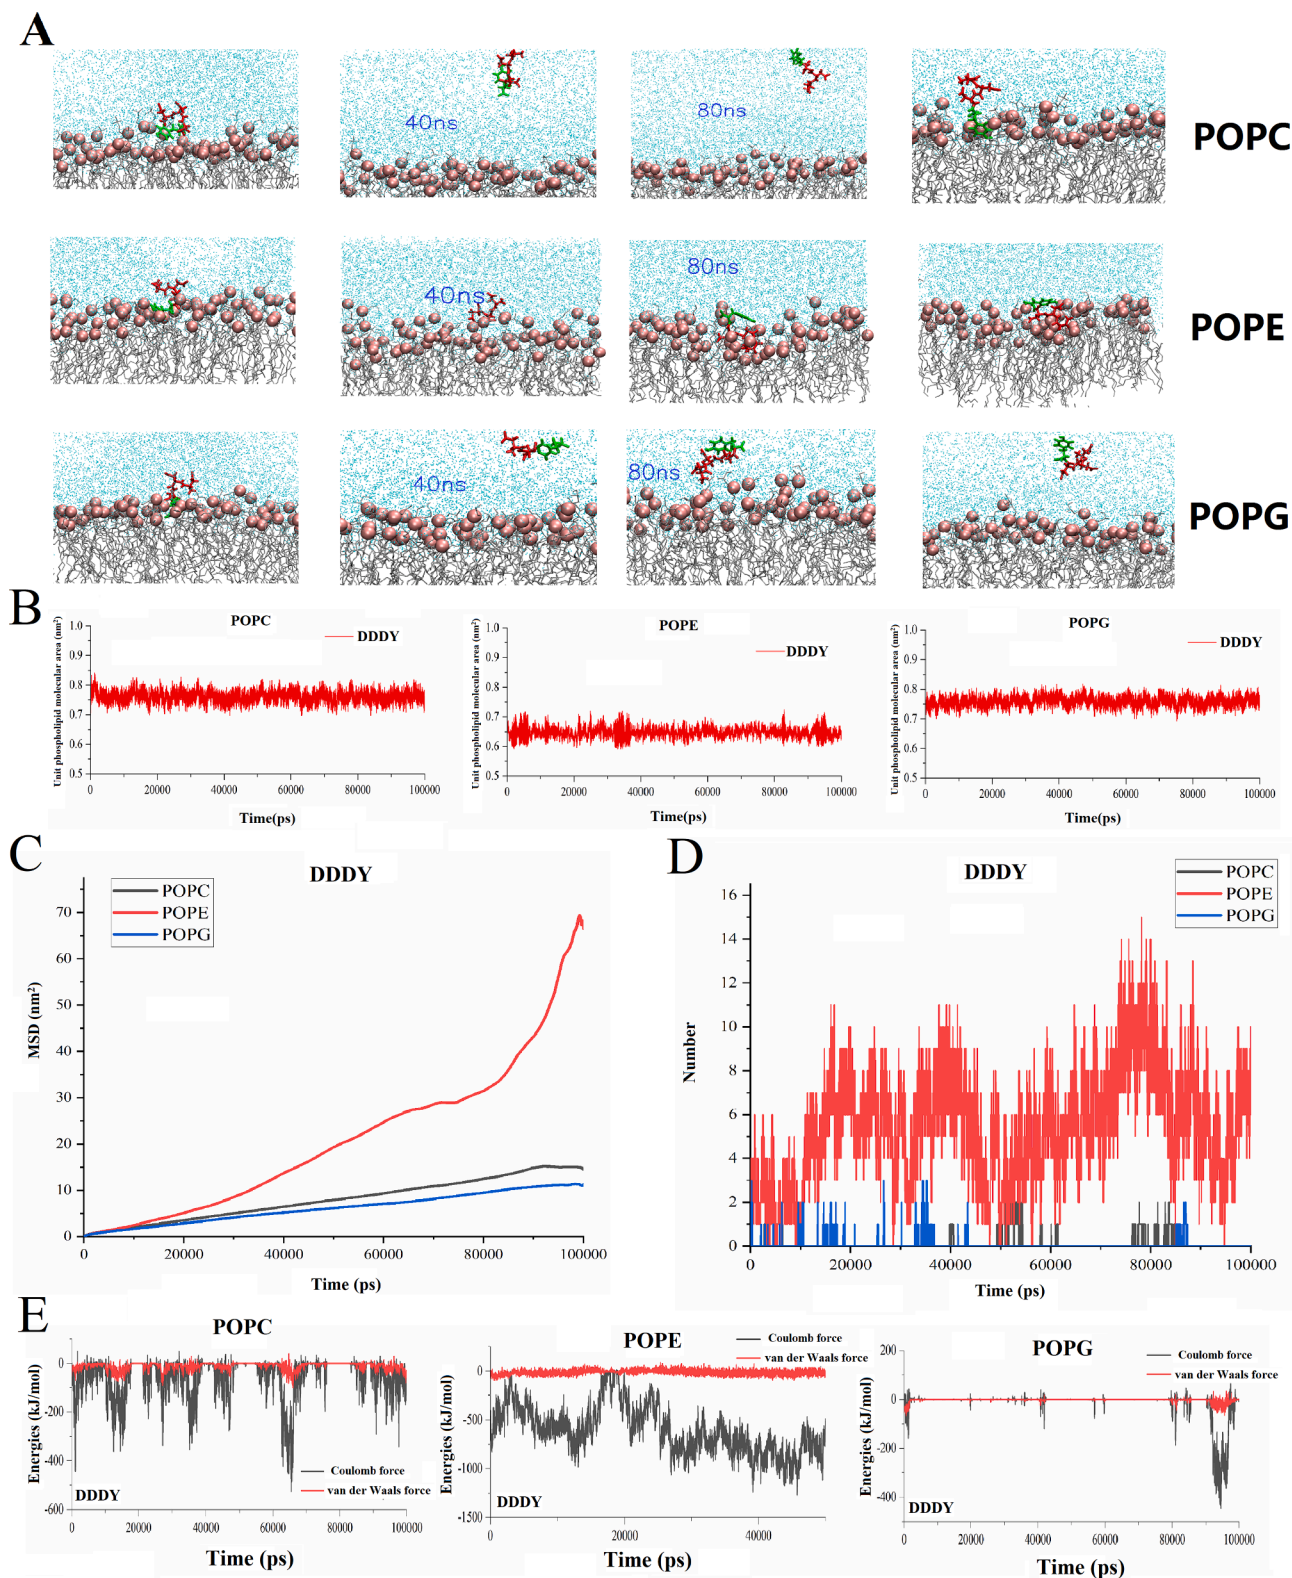 A
40ns
80ns
POPC
40ns
80ns
POPE
40ns
80ns
POPG
B
POPC
DDDY
Unit phospholipid molecular area (nm²)
1.0
0.9
0.8
0.7
0.6
0.5
0 20000 40000 60000 80000 100000
Time(ps)
POPE
DDDY
Unit phospholipid molecular area (nm²)
1.0
0.9
0.8
0.7
0.6
0.5
0 20000 40000 60000 80000 100000
Time(ps)
POPG
DDDY
Unit phospholipid molecular area (nm²)
1.0
0.9
0.8
0.7
0.6
0.5
0 20000 40000 60000 80000 100000
Time(ps)
C
DDDY
POPC
POPE
POPG
MSD (nm²)
70
60
50
40
30
20
10
0
0 20000 40000 60000 80000 100000
Time (ps)
D
DDDY
POPC
POPE
POPG
Number
16
14
12
10
8
6
4
2
0
0 20000 40000 60000 80000 100000
Time (ps)
E
POPC
Energies (kJ/mol)
0
-200
-400
-600
Coulomb force
van der Waals force
DDDY
0 20000 40000 60000 80000 100000
Time (ps)
POPE
Coulomb force
van der Waals force
Energies (kJ/mol)
0
-500
-1000
-1500
DDDY
0 20000 40000
Time (ps)
POPG
Coulomb force
van der Waals force
Energies (kJ/mol)
200
0
-200
-400
DDDY
0 20000 40000 60000 80000 100000
Time (ps)